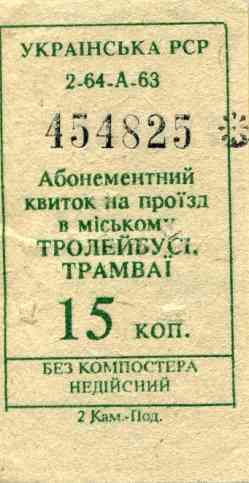 УКРАЇНСЬКА РСР
2-64-А-63
454825
Абонементний
квиток на проїзд
в міському
ТРОЛЕЙБУСІ,
ТРАМВАЇ
15 коп.
БЕЗ КОМПОСТЕРА
НЕДІЙСНИЙ
2 Кам.-Под.